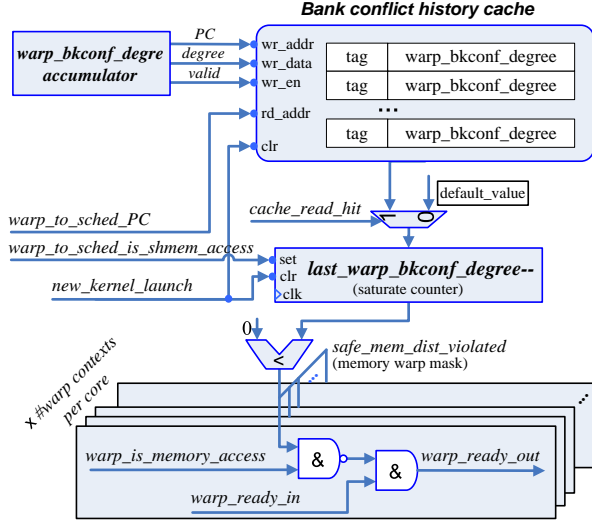 Bank conflict history cache
warp_bkconf_degre
accumulator
PC
degree
valid
wr_addr
wr_data
wr_en
rd_addr
clr
tag warp_bkconf_degree
tag warp_bkconf_degree
...
tag warp_bkconf_degree
default_value
1 0
cache_read_hit
warp_to_sched_PC
warp_to_sched_is_shmem_access
new_kernel_launch
set
clr
clk
last_warp_bkconf_degree--
(saturate counter)
0
<
safe_mem_dist_violated
(memory warp mask)
...
...
x #warp contexts
per core
warp_is_memory_access
&
&
warp_ready_out
warp_ready_in